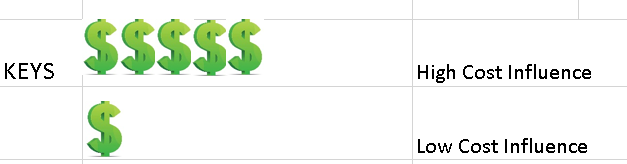 $$$$$
KEYS
High Cost Influence
$
Low Cost Influence